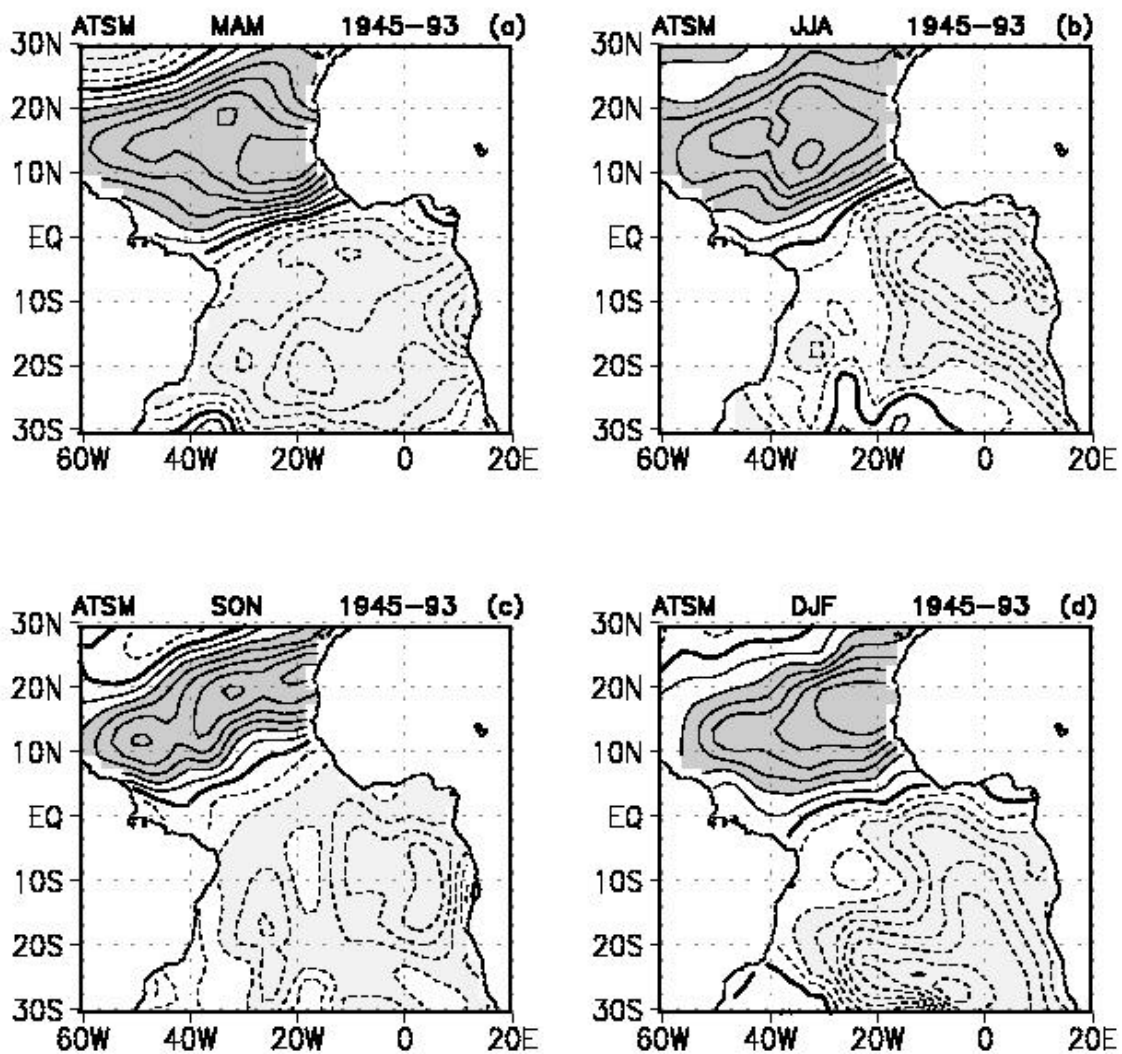 ATSM MAM 1945-93 (a)
30N
20N
10N
EQ
10S
20S
30S
60W 40W 20W 0 20E
ATSM JJA 1945-93 (b)
30N
20N
10N
EQ
10S
20S
30S
60W 40W 20W 0 20E
ATSM SON 1945-93 (c)
30N
20N
10N
EQ
10S
20S
30S
60W 40W 20W 0 20E
ATSM DJF 1945-93 (d)
30N
20N
10N
EQ
10S
20S
30S
60W 40W 20W 0 20E